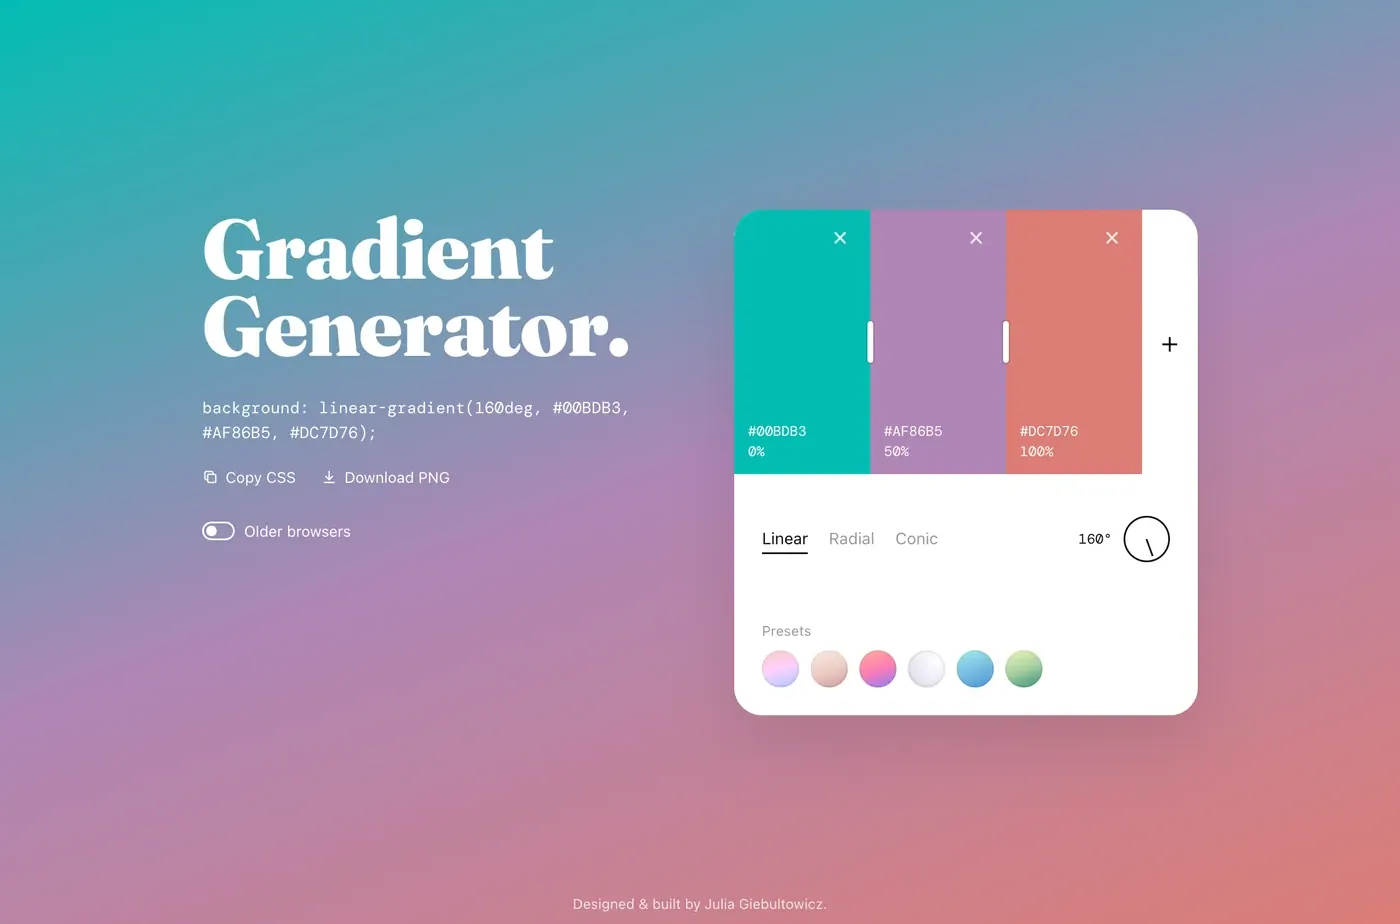 Gradient
Generator.
background: linear-gradient(160deg, #00BDB3,
#AF86B5, #DC7D76);
Copy CSS
Download PNG
Older browsers
#00BDB3
0%
#AF86B5
50%
#DC7D76
100%
Linear
Radial
Conic
160°
Presets
Designed & built by Julia Giebultowicz.